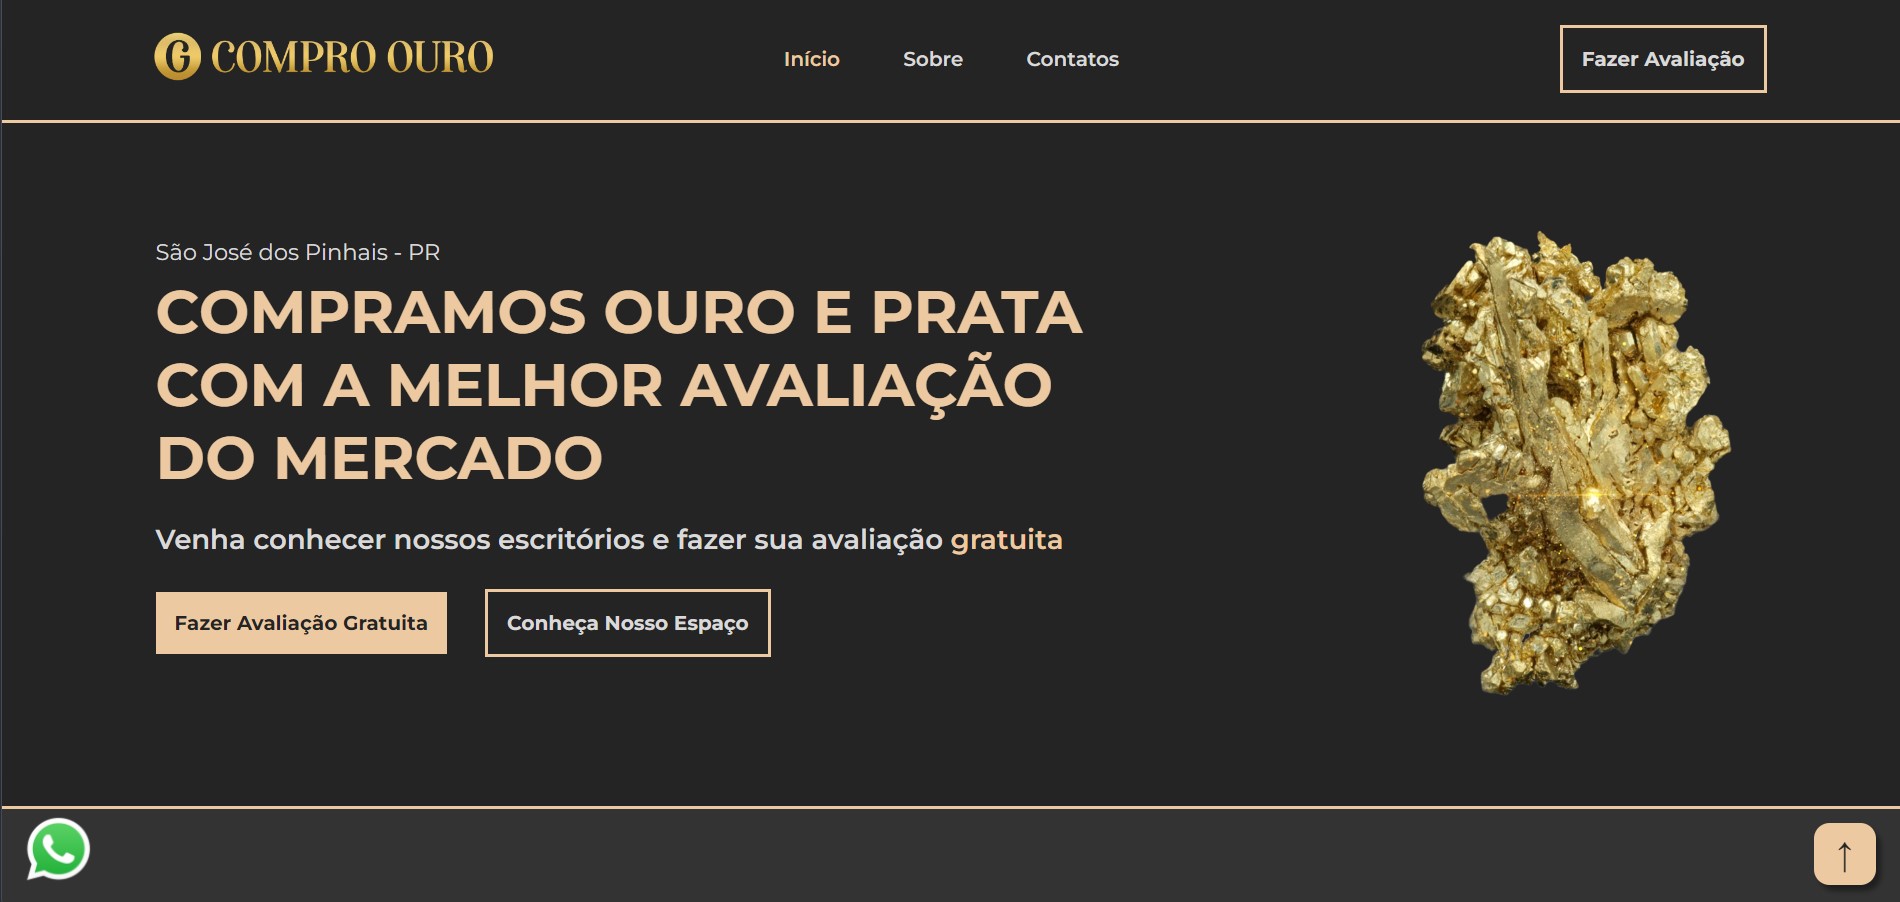 G COMPRO OURO
Início
Sobre
Contatos
Fazer Avaliação
São José dos Pinhais - PR
COMPRAMOS OURO E PRATA
COM A MELHOR AVALIAÇÃO
DO MERCADO
Venha conhecer nossos escritórios e fazer sua avaliação gratuita
Fazer Avaliação Gratuita
Conheça Nosso Espaço